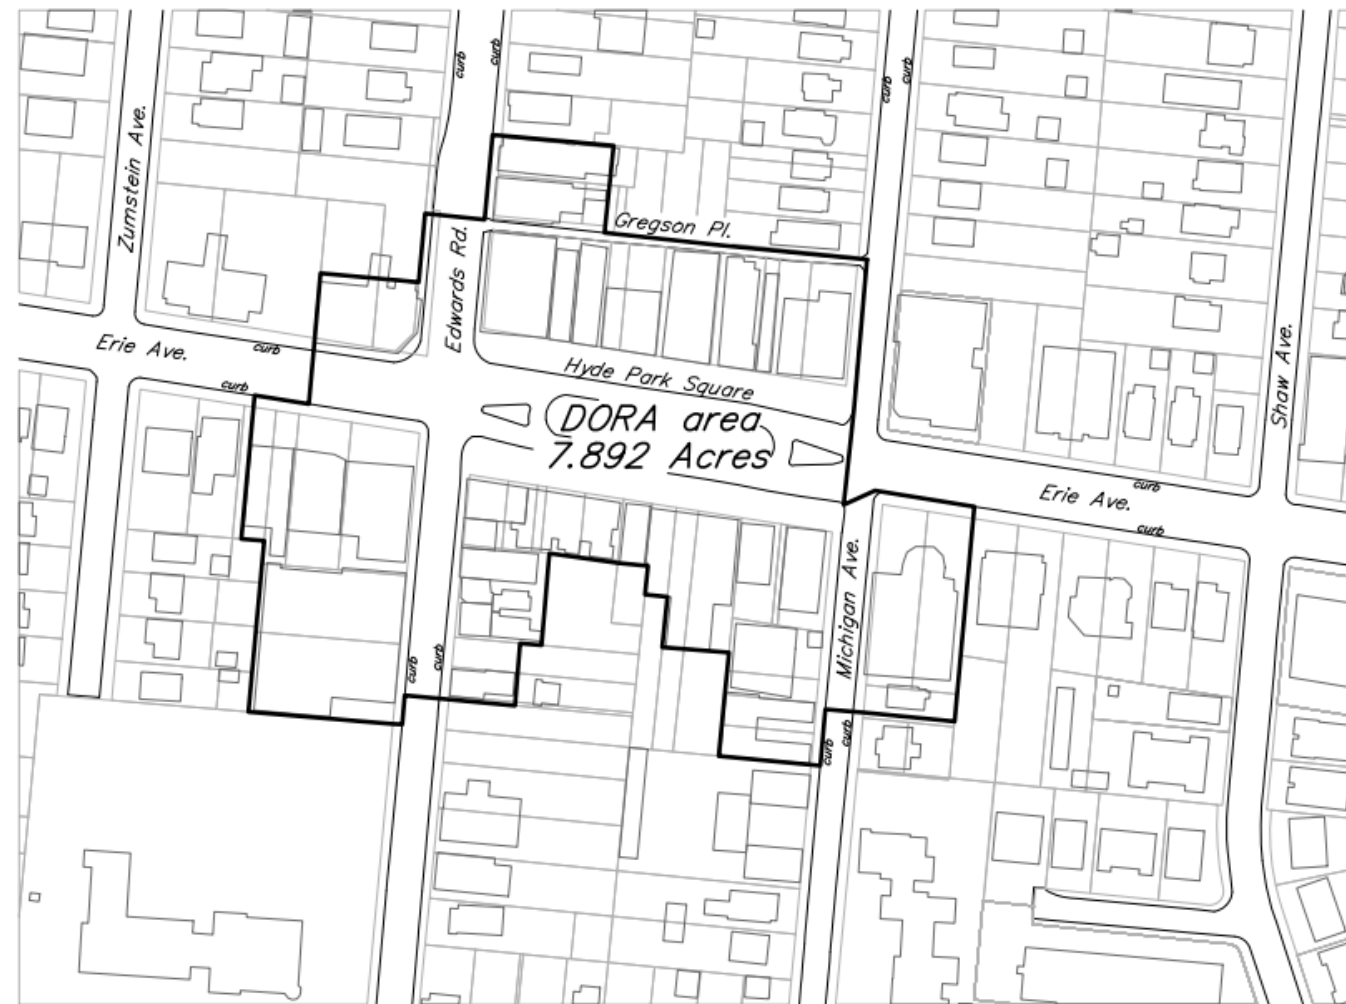 curb
curb
curb
curb
Zumstein Ave.
Gregson Pl.
Edwards Rd.
Erie Ave.
curb
curb
Hyde Park Square
Shaw Ave.
DORA area
7.892 Acres
curb
Erie Ave.
curb
Michigan Ave.
curb
curb
curb
curb